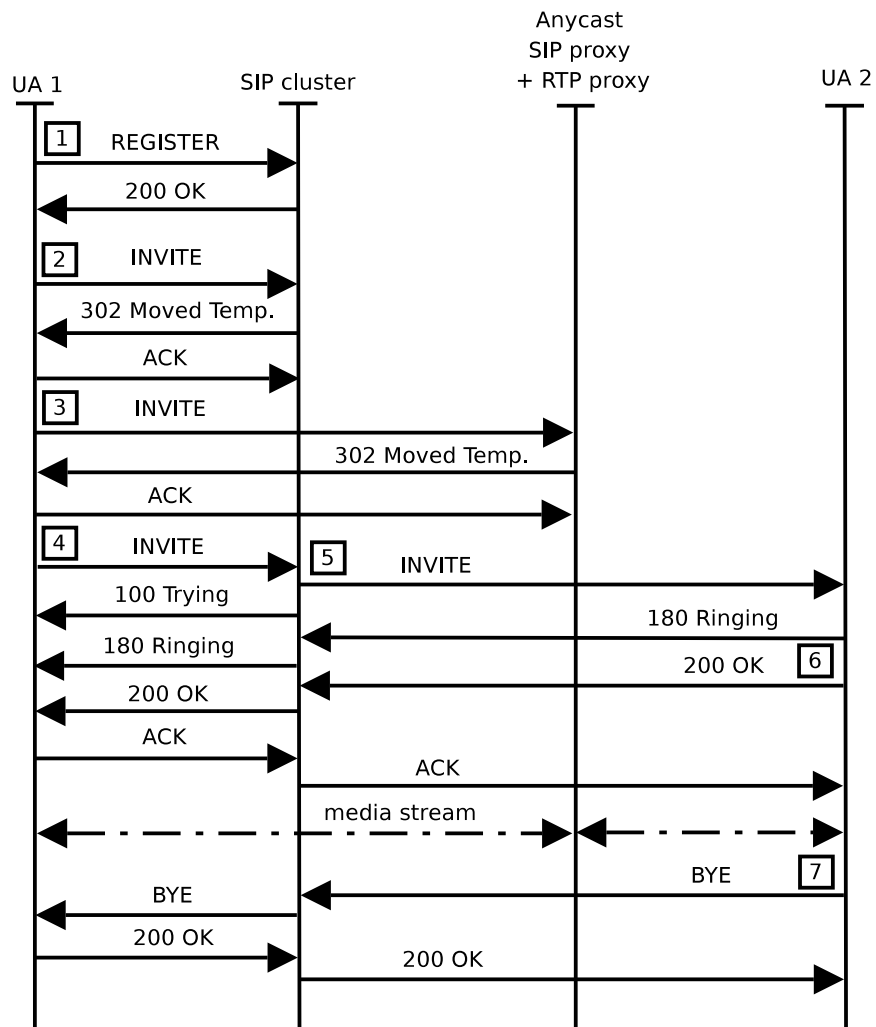 Anycast
SIP proxy
+ RTP proxy
UA 1
SIP cluster
UA 2
1
REGISTER
200 OK
2
INVITE
302 Moved Temp.
ACK
3
INVITE
302 Moved Temp.
ACK
4
INVITE
5
INVITE
100 Trying
180 Ringing
180 Ringing
200 OK
6
200 OK
ACK
ACK
media stream
BYE
7
BYE
200 OK
200 OK